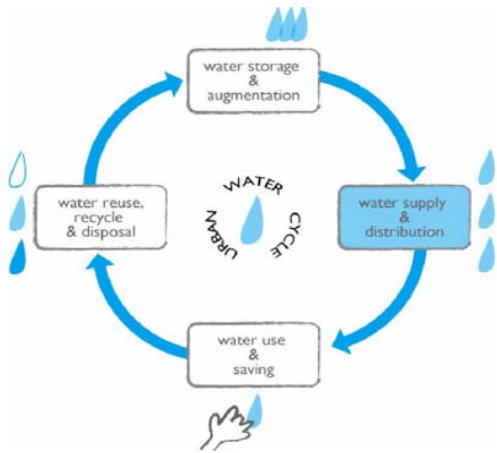 water storage
&
augmentation
water supply
&
distribution
water use
&
saving
water reuse,
recycle
& disposal
URBAN WATER CYCLE